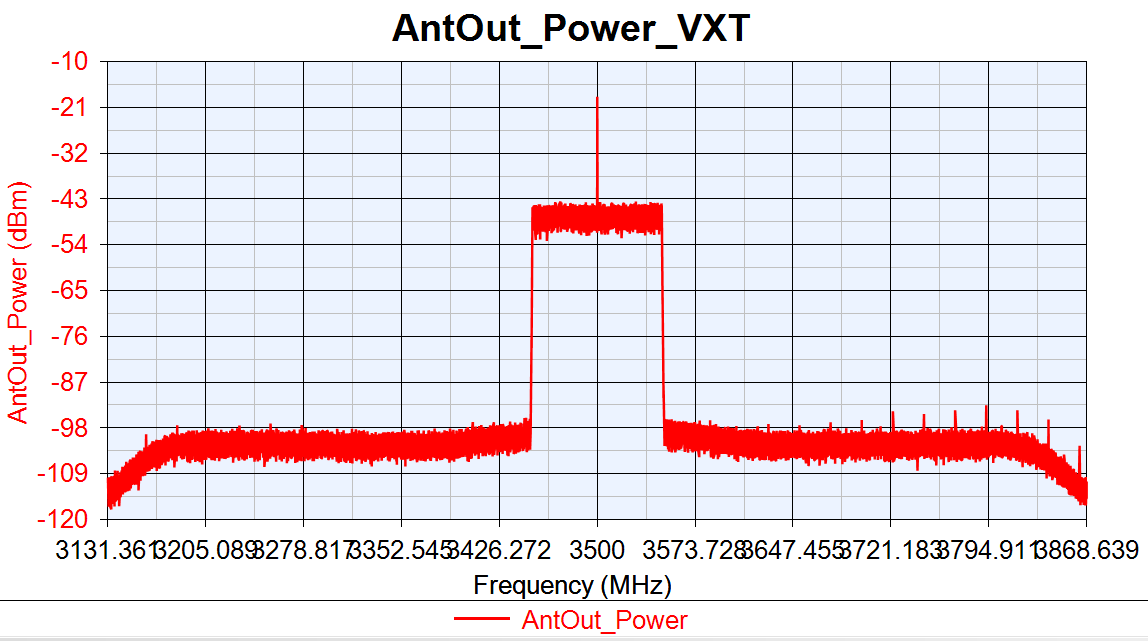 AntOut_Power_VXT
-10
-21
-32
-43
-54
-65
-76
-87
-98
-109
-120
AntOut_Power (dBm)
3131.361 3205.089 3278.817 3352.545 3426.272 3500 3573.728 3647.455 3721.183 3794.911 3868.639
Frequency (MHz)
AntOut_Power